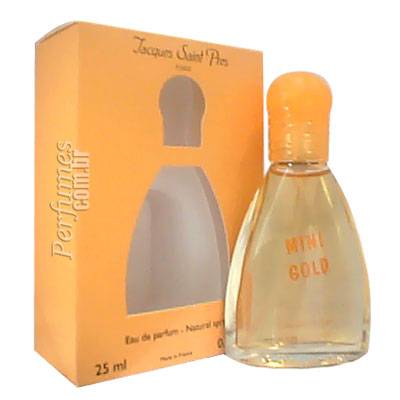 Jacques Saint Pres
PARIS
Perfumes
.com.br
MINI
GOLD
Eau de parfum - Natural spray
Made in France
25 ml